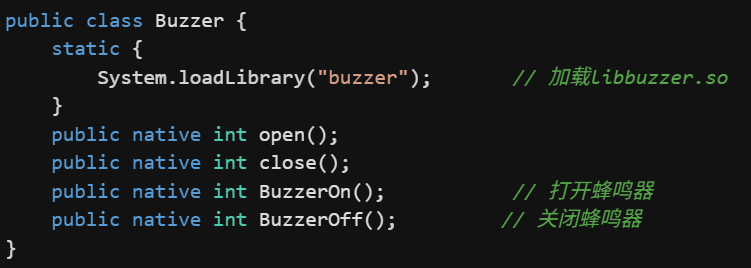 public class Buzzer {
    static {
        System.loadLibrary("buzzer");       // 加载libbuzzer.so
    }
    public native int open();
    public native int close();
    public native int BuzzerOn();           // 打开蜂鸣器
    public native int BuzzerOff();         // 关闭蜂鸣器
}